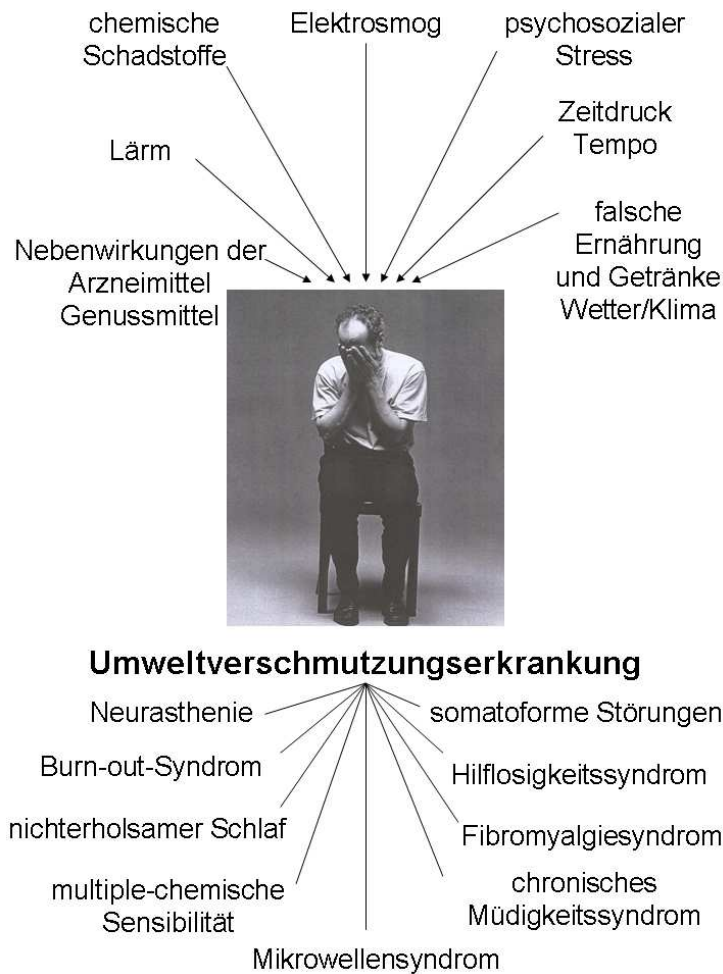 chemische
Schadstoffe
Elektrosmog
psychosozialer
Stress
Lärm
Zeitdruck
Tempo
Nebenwirkungen der
Arzneimittel
Genussmittel
falsche
Ernährung
und Getränke
Wetter/Klima
Umweltverschmutzungserkrankung
Neurasthenie
somatoforme Störungen
Burn-out-Syndrom
Hilflosigkeitssyndrom
nichterholsamer Schlaf
Fibromyalgiesyndrom
multiple-chemische
Sensibilität
chronisches
Müdigkeitssyndrom
Mikrowellensyndrom